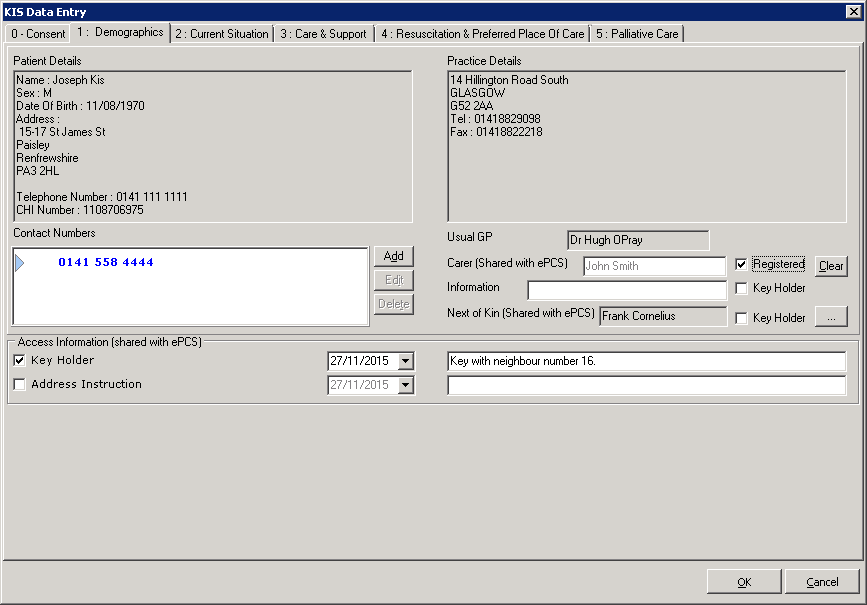 KIS Data Entry
0 - Consent
1 : Demographics
2 : Current Situation
3 : Care & Support
4 : Resuscitation & Preferred Place Of Care
5 : Palliative Care
Patient Details
Name : Joseph Kis
Sex : M
Date Of Birth : 11/08/1970
Address :
15-17 St James St
Paisley
Renfrewshire
PA3 2HL
Telephone Number : 0141 111 1111
CHI Number : 1108706975
Practice Details
14 Hillington Road South
GLASGOW
G52 2AA
Tel : 01418829098
Fax : 01418822218
Contact Numbers
0141 558 4444
Add
Edit
Delete
Usual GP
Dr Hugh OPray
Carer (Shared with ePCS)
John Smith
Registered
Clear
Information
Key Holder
Next of Kin (Shared with ePCS)
Frank Cornelius
Key Holder
...
Access Information (shared with ePCS)
Key Holder
27/11/2015
Key with neighbour number 16.
Address Instruction
27/11/2015
OK
Cancel